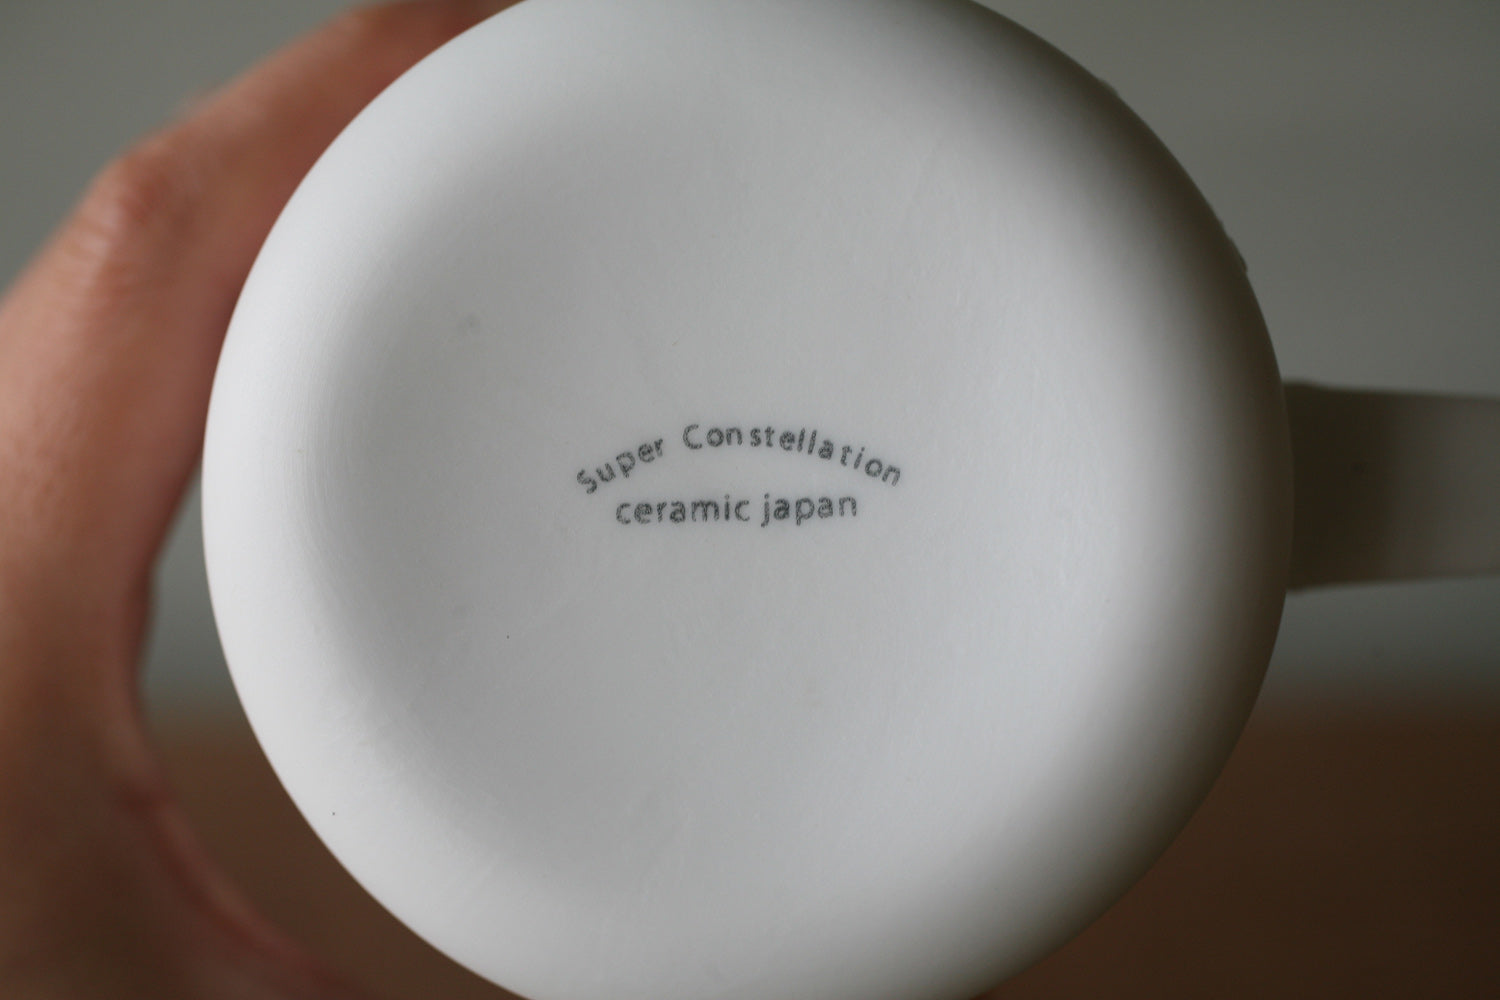 Super Constellation
ceramic japan